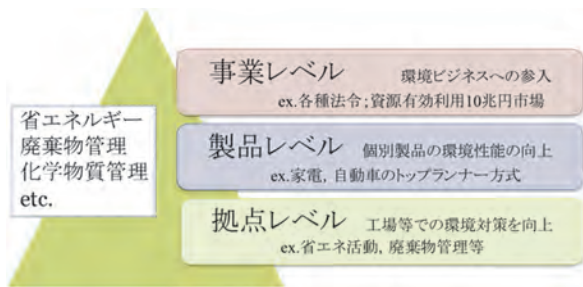 事業レベル 環境ビジネスへの参入
ex.各種法令;資源有効利用10兆円市場
省エネルギー
廃棄物管理
化学物質管理
etc.
製品レベル 個別製品の環境性能の向上
ex.家電，自動車のトップランナー方式
拠点レベル 工場等での環境対策を向上
ex.省エネ活動，廃棄物管理等